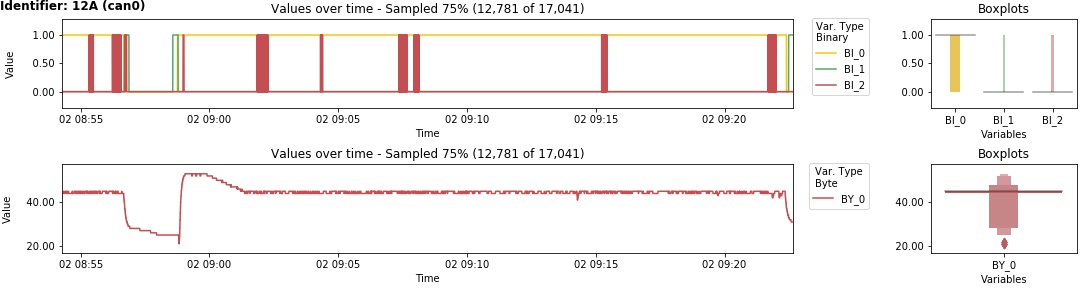 Identifier: 12A (can0)
Values over time - Sampled 75% (12,781 of 17,041)
Boxplots
Value
1.00
0.50
0.00
02 08:55
02 09:00
02 09:05
02 09:10
02 09:15
02 09:20
Time
Var. Type
Binary
BI_0
BI_1
BI_2
BI_0
BI_1
BI_2
Variables
1.00
0.50
0.00
Values over time - Sampled 75% (12,781 of 17,041)
Boxplots
Value
40.00
20.00
02 08:55
02 09:00
02 09:05
02 09:10
02 09:15
02 09:20
Time
Var. Type
Byte
BY_0
40.00
20.00
BY_0
Variables